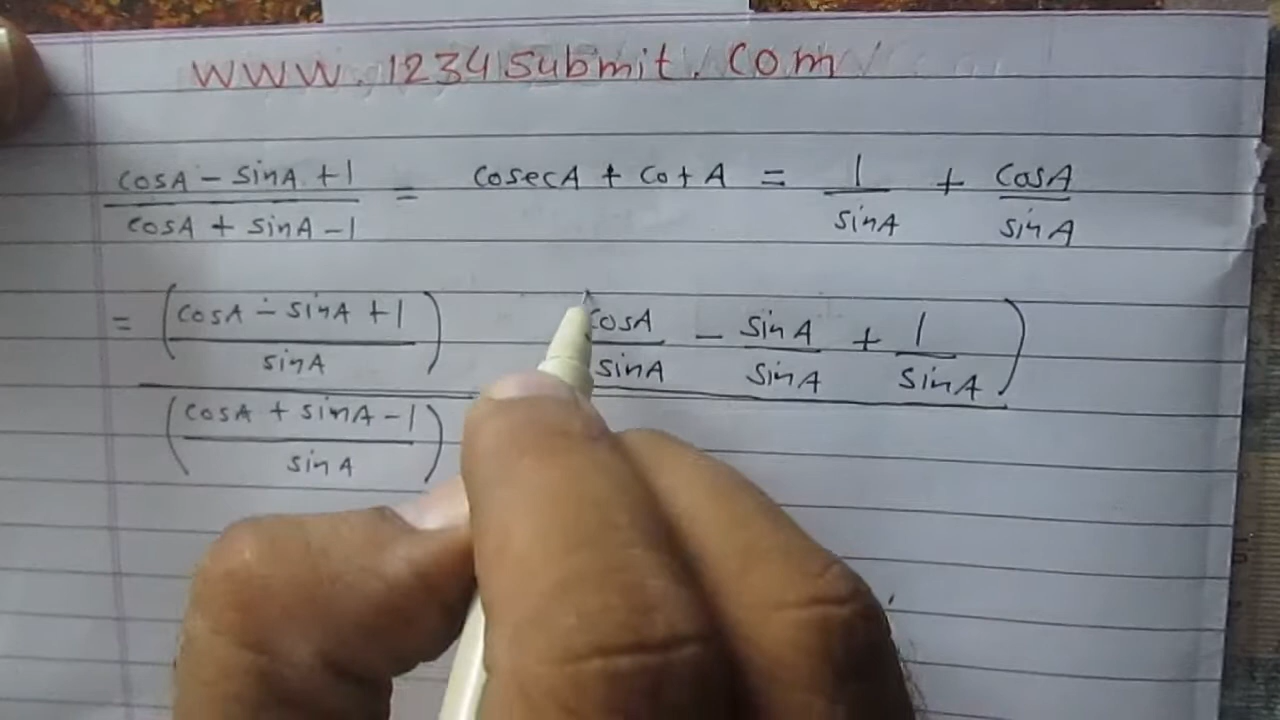 www.1234submit.com
cosA - sinA + 1 / cosA + sinA - 1 = cosecA + cotA = 1 / sinA + cosA / sinA
= (cosA - sinA + 1 / sinA) / (cosA + sinA - 1 / sinA) cosA / sinA - sinA / sinA + 1 / sinA )